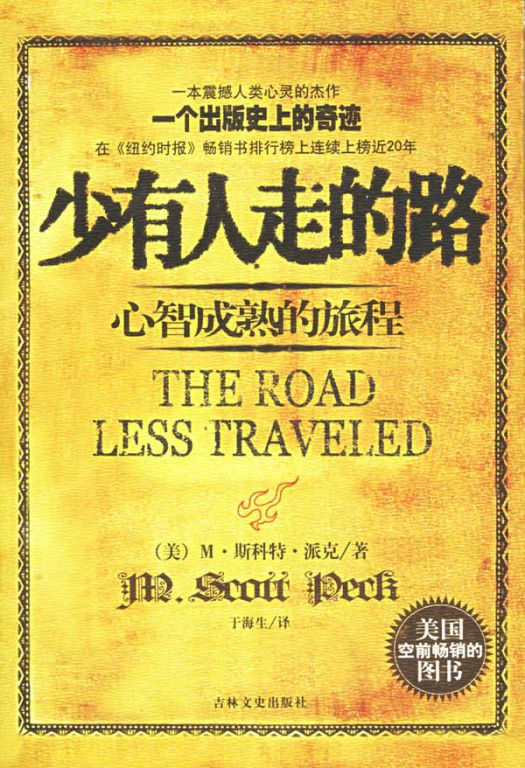 一本震撼人类心灵的杰作
一个出版史上的奇迹
在《纽约时报》畅销书排行榜上连续上榜近20年
少有人走的路
心智成熟的旅程
THE ROAD
LESS TRAVELED
（美）M·斯科特·派克/著
M. Scott Peck
于海生/译
美国
空前畅销的
图书
吉林文史出版社